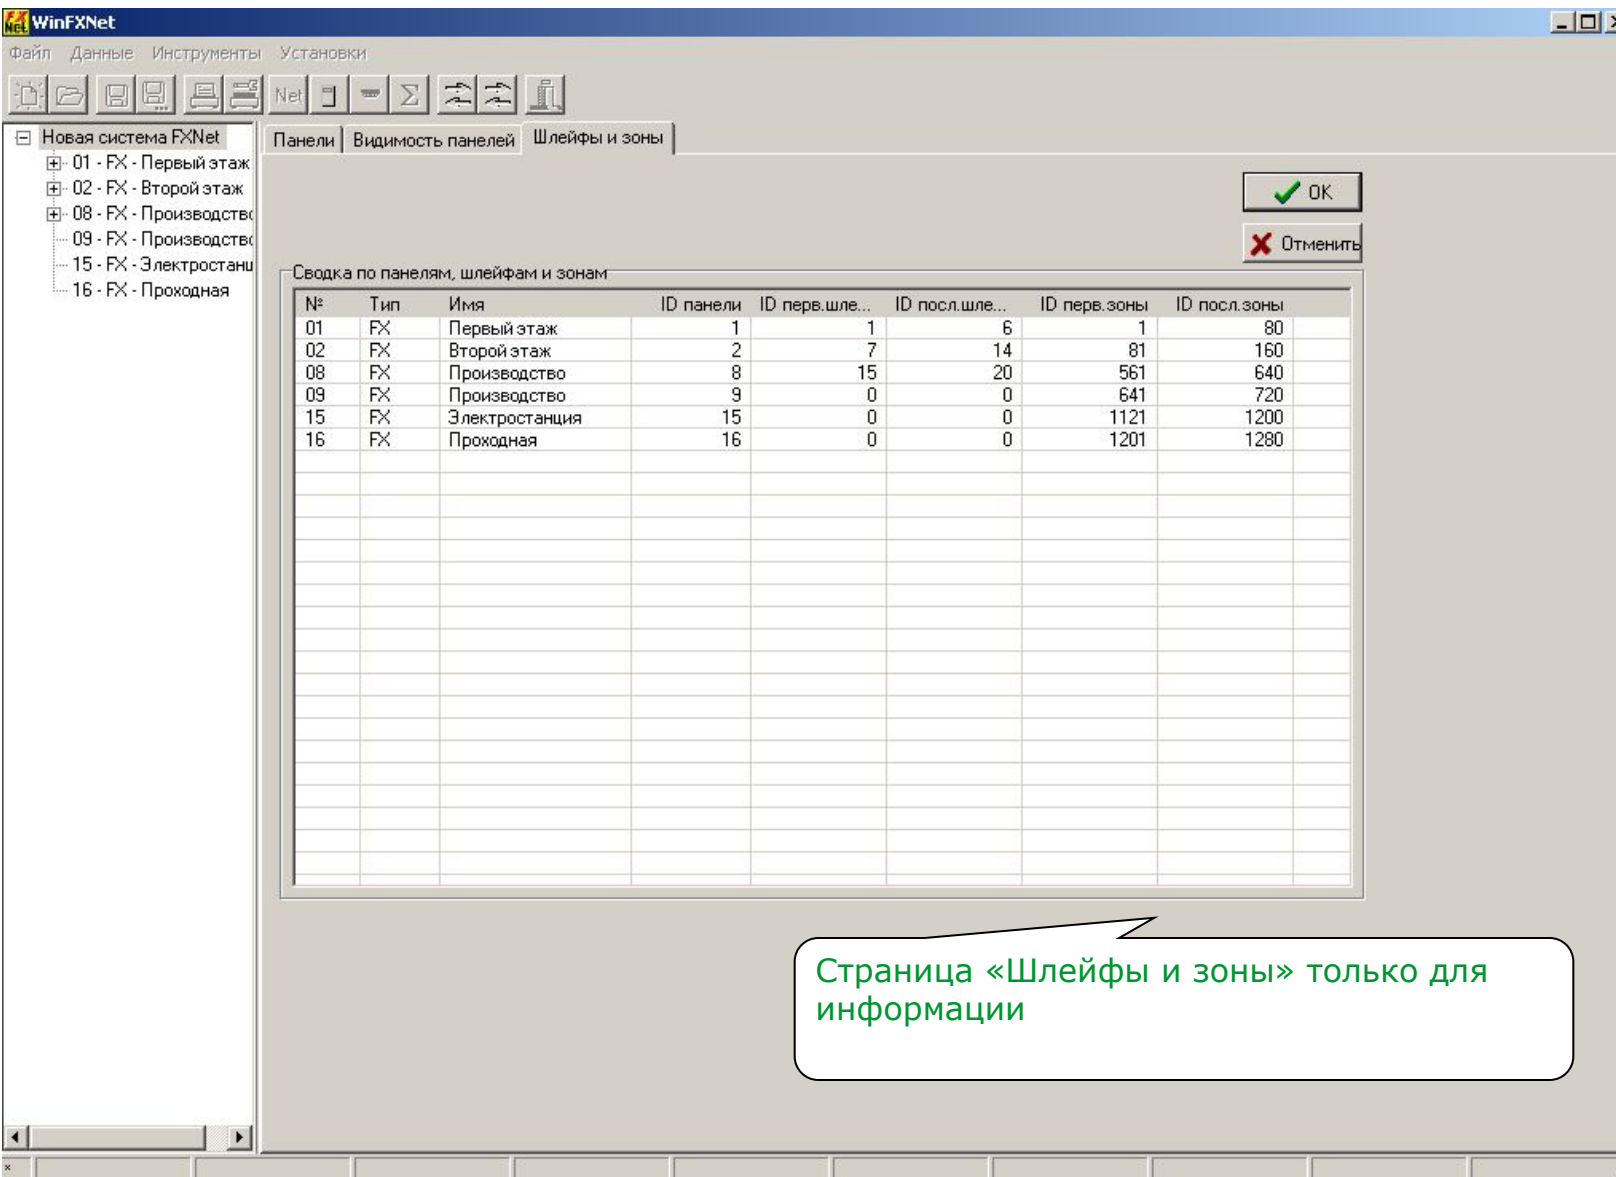 WinFXNet
Файл Данные Инструменты Установки
Net Σ
Новая система FXNet
01 - FX - Первый этаж
02 - FX - Второй этаж
08 - FX - Производство
09 - FX - Производство
15 - FX - Электростанц
16 - FX - Проходная
Панели Видимость панелей Шлейфы и зоны
OK
Отменить
Сводка по панелям, шлейфам и зонам
№ Тип Имя ID панели ID перв.шле... ID посл.шле... ID перв.зоны ID посл.зоны
01 FX Первый этаж 1 1 6 1 80
02 FX Второй этаж 2 7 14 81 160
08 FX Производство 8 15 20 561 640
09 FX Производство 9 0 0 641 720
15 FX Электростанция 15 0 0 1121 1200
16 FX Проходная 16 0 0 1201 1280
Страница «Шлейфы и зоны» только для
информации